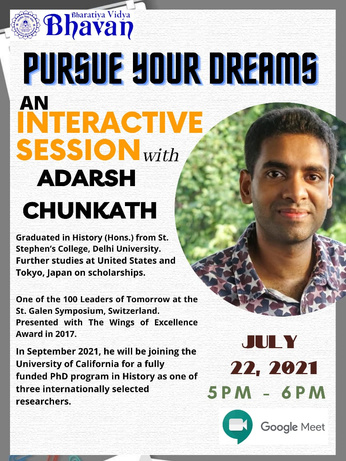 Bharatiya Vidya
Bhavan
PURSUE YOUR DREAMS
AN
INTERACTIVE
SESSION with
ADARSH
CHUNKATH
Graduated in History (Hons.) from St.
Stephen's College, Delhi University.
Further studies at United States and
Tokyo, Japan on scholarships.
One of the 100 Leaders of Tomorrow at the
St. Galen Symposium, Switzerland.
Presented with The Wings of Excellence
Award in 2017.
In September 2021, he will be joining the
University of California for a fully
funded PhD program in History as one of
three internationally selected
researchers.
JULY
22, 2021
5PM - 6PM
Google Meet